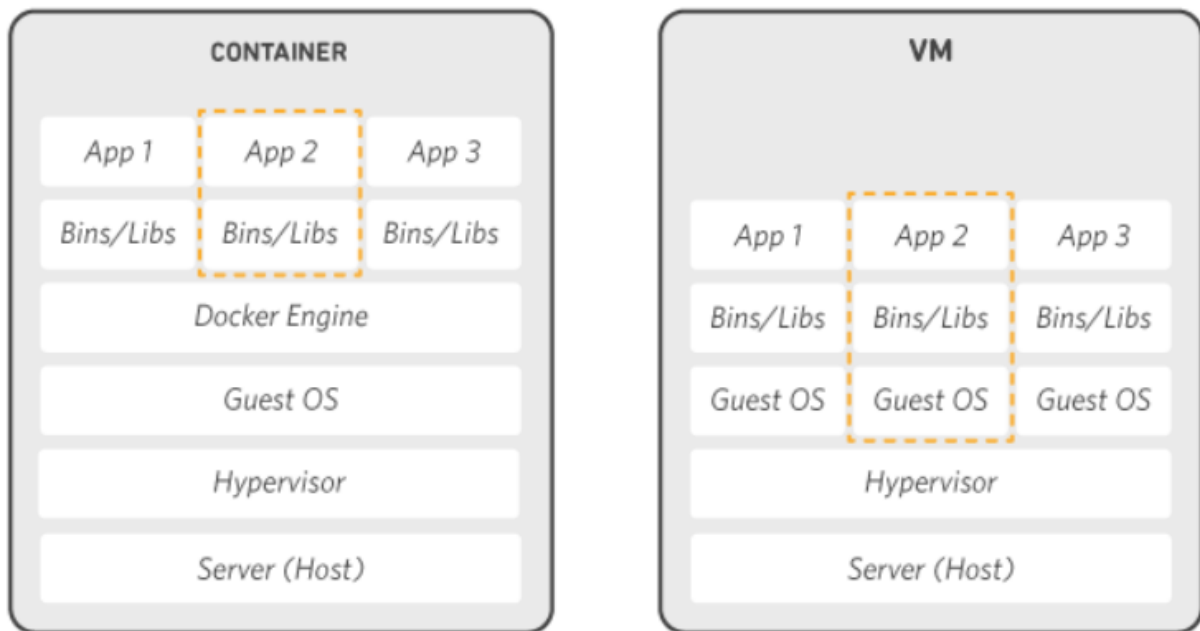 CONTAINER
App 1 App 2 App 3
Bins/Libs Bins/Libs Bins/Libs
Docker Engine
Guest OS
Hypervisor
Server (Host)
VM
App 1 App 2 App 3
Bins/Libs Bins/Libs Bins/Libs
Guest OS Guest OS Guest OS
Hypervisor
Server (Host)